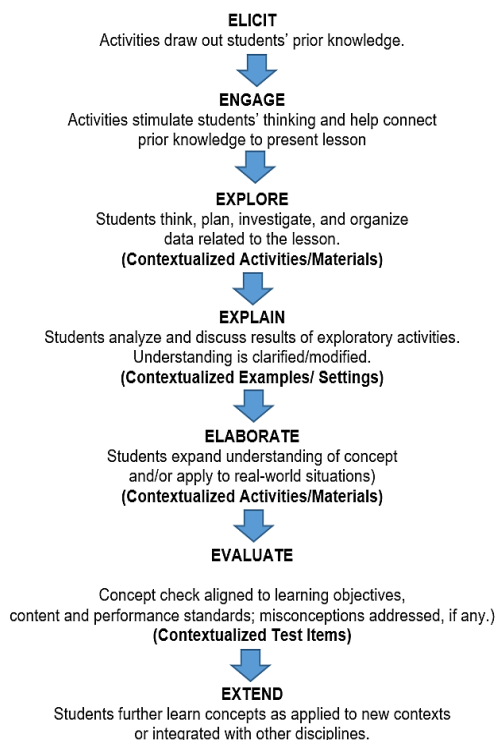 ELICIT
Activities draw out students’ prior knowledge.
ENGAGE
Activities stimulate students’ thinking and help connect
prior knowledge to present lesson
EXPLORE
Students think, plan, investigate, and organize
data related to the lesson.
(Contextualized Activities/Materials)
EXPLAIN
Students analyze and discuss results of exploratory activities.
Understanding is clarified/modified.
(Contextualized Examples/ Settings)
ELABORATE
Students expand understanding of concept
and/or apply to real-world situations)
(Contextualized Activities/Materials)
EVALUATE
Concept check aligned to learning objectives,
content and performance standards; misconceptions addressed, if any.)
(Contextualized Test Items)
EXTEND
Students further learn concepts as applied to new contexts
or integrated with other disciplines.